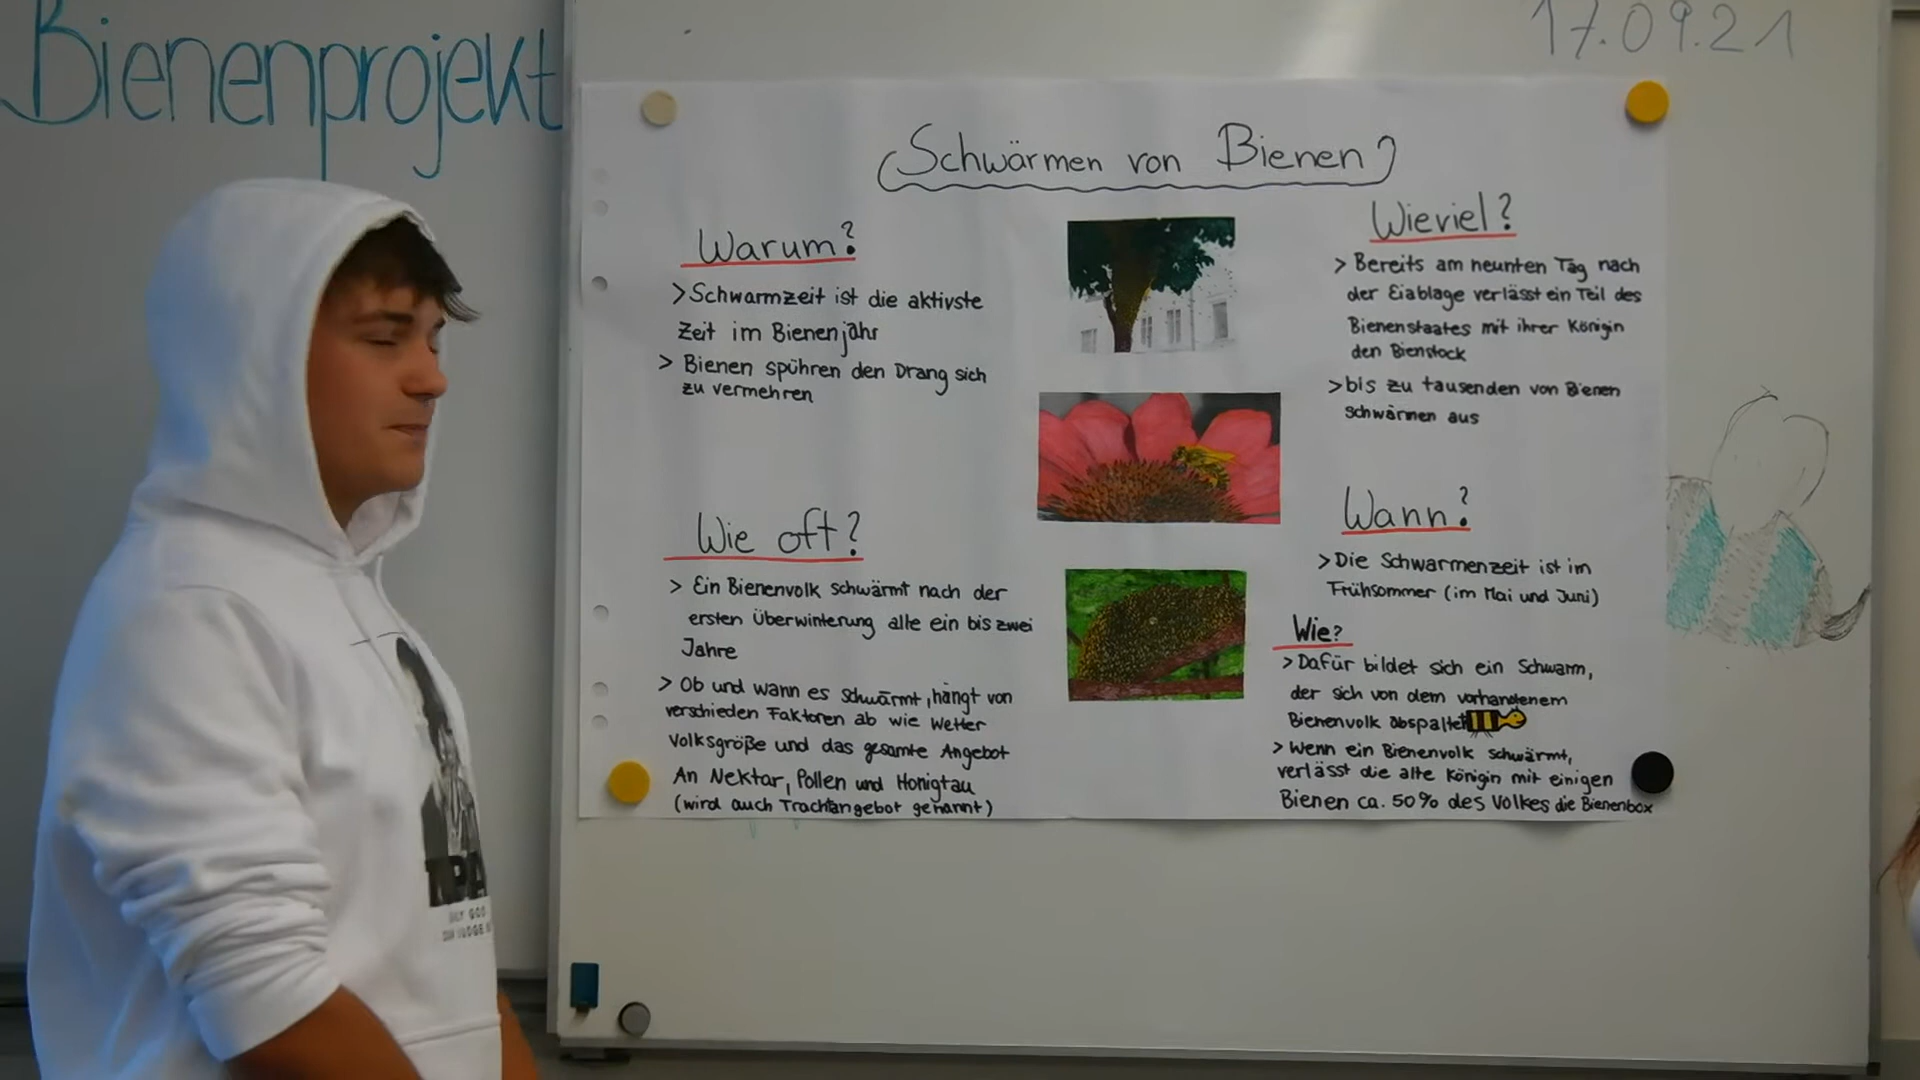 Bienenprojekt
17.09.21
Schwärmen von Bienen
Warum?
> Schwarmzeit ist die aktivste
Zeit im Bienenjahr
> Bienen spühren den Drang sich
zu vermehren
Wie oft?
> Ein Bienenvolk schwärmt nach der
ersten Überwinterung alle ein bis zwei
Jahre
> Ob und wann es schwärmt, hängt von
verschieden Faktoren ab wie Wetter
Volksgröße und das gesamte Angebot
An Nektar, Pollen und Honigtau
(wird auch Trachtangebot genannt)
Wieviel?
> Bereits am neunten Tag nach
der Eiablage verlässt ein Teil des
Bienenstaates mit ihrer Königin
den Bienstock
> bis zu tausenden von Bienen
schwärmen aus
Wann?
> Die Schwarmenzeit ist im
Frühsommer (im Mai und Juni)
Wie?
> Dafür bildet sich ein Schwarm,
der sich von dem vorhandenem
Bienenvolk abspaltet
> Wenn ein Bienenvolk schwärmt,
verlässt die alte Königin mit einigen
Bienen ca. 50% des Volkes die Bienenbox
ONLY GOD
CAN JUDGE